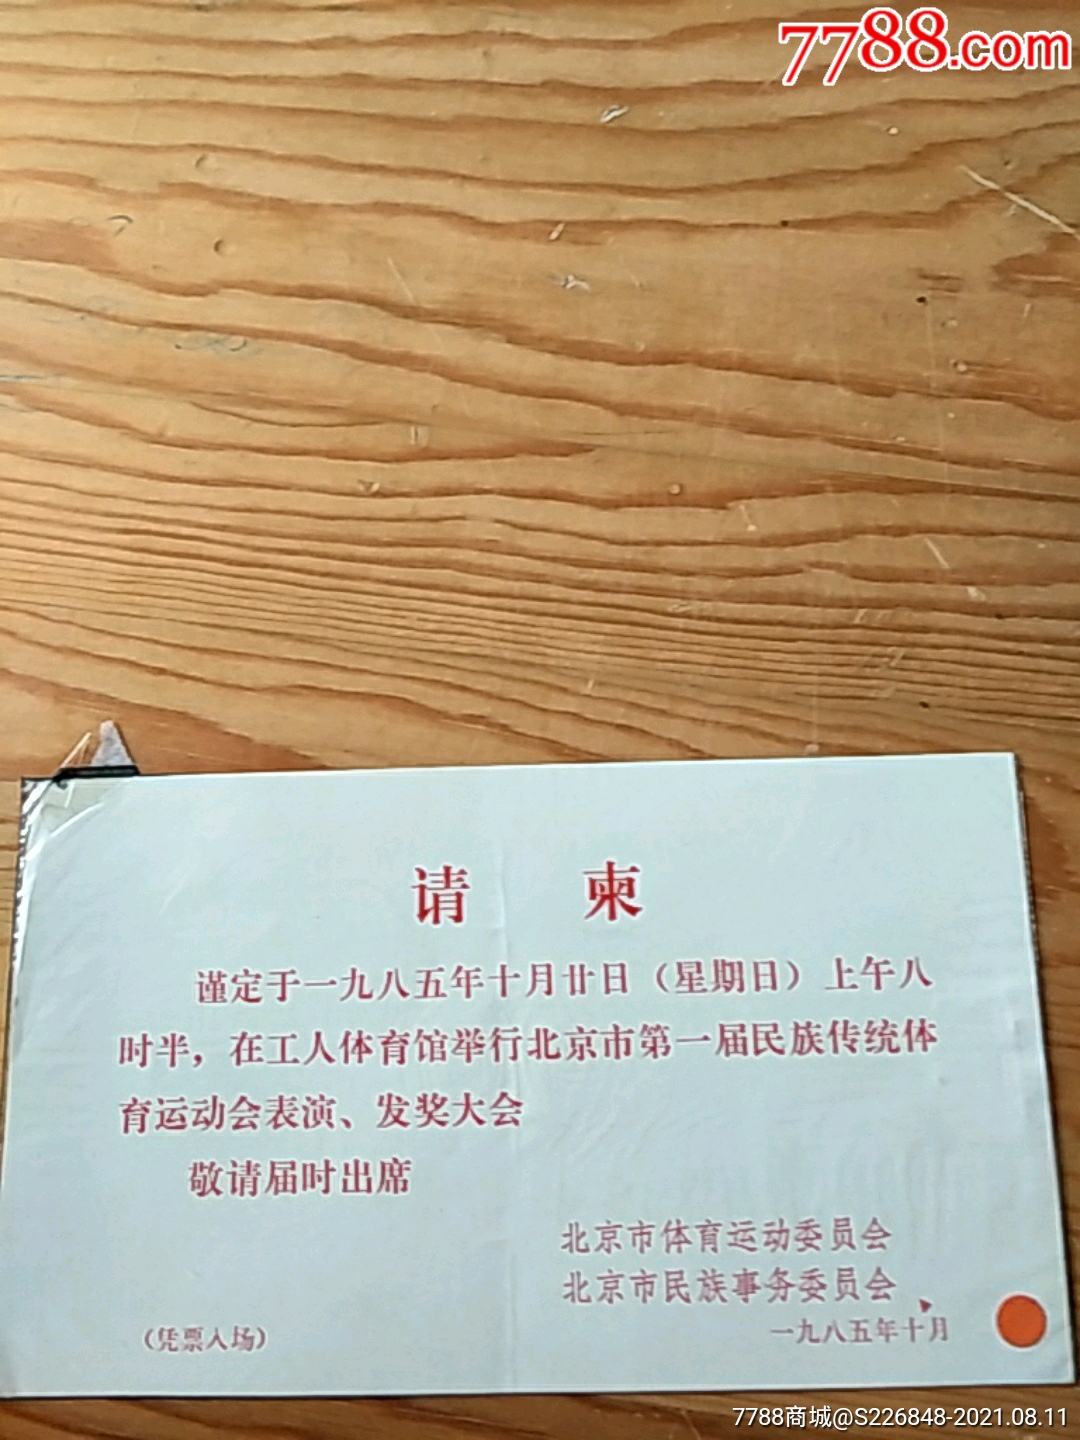 7788.com
请 柬
谨定于一九八五年十月廿日（星期日）上午八
时半，在工人体育馆举行北京市第一届民族传统体
育运动会表演、发奖大会
敬请届时出席
北京市体育运动委员会
北京市民族事务委员会
一九八五年十月
（凭票入场）
7788商城@S226848-2021.08.11